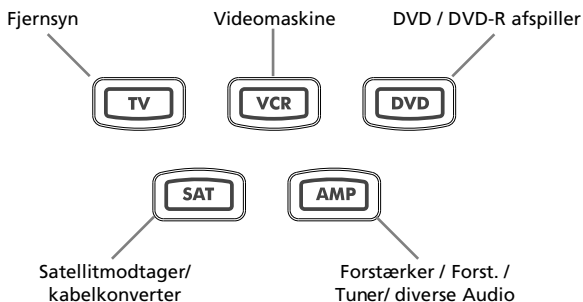 Fjernsyn
Videomaskine
DVD / DVD-R afspiller
TV
VCR
DVD
SAT
AMP
Satellitmodtager/
kabelkonverter
Forstærker / Forst. /
Tuner/ diverse Audio